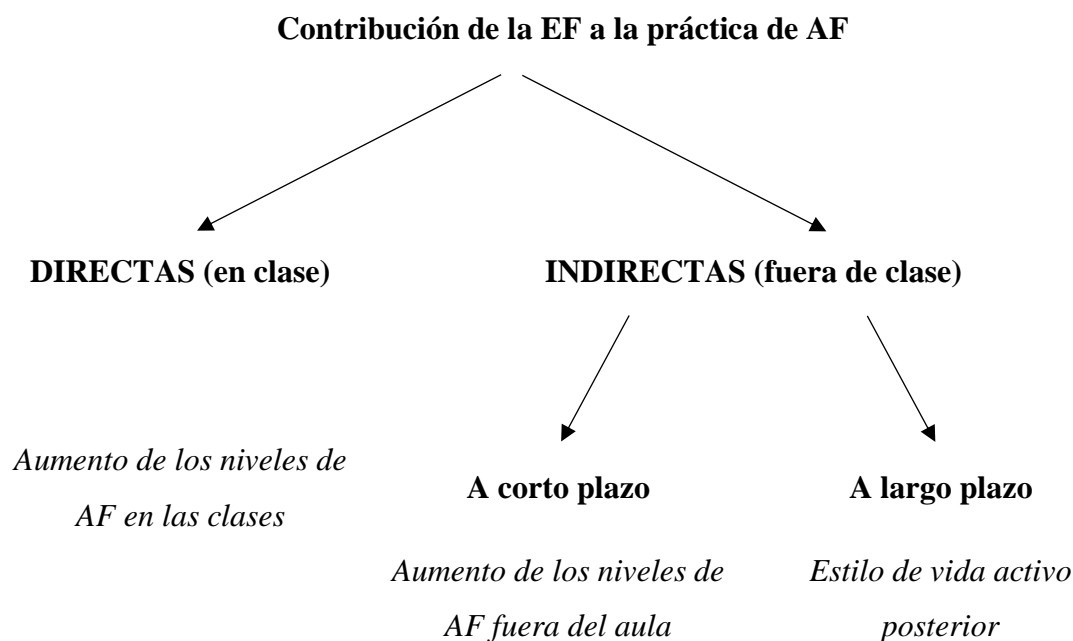 Contribución de la EF a la práctica de AF
DIRECTAS (en clase)
INDIRECTAS (fuera de clase)
Aumento de los niveles de
AF en las clases
A corto plazo
A largo plazo
Aumento de los niveles de
AF fuera del aula
Estilo de vida activo
posterior